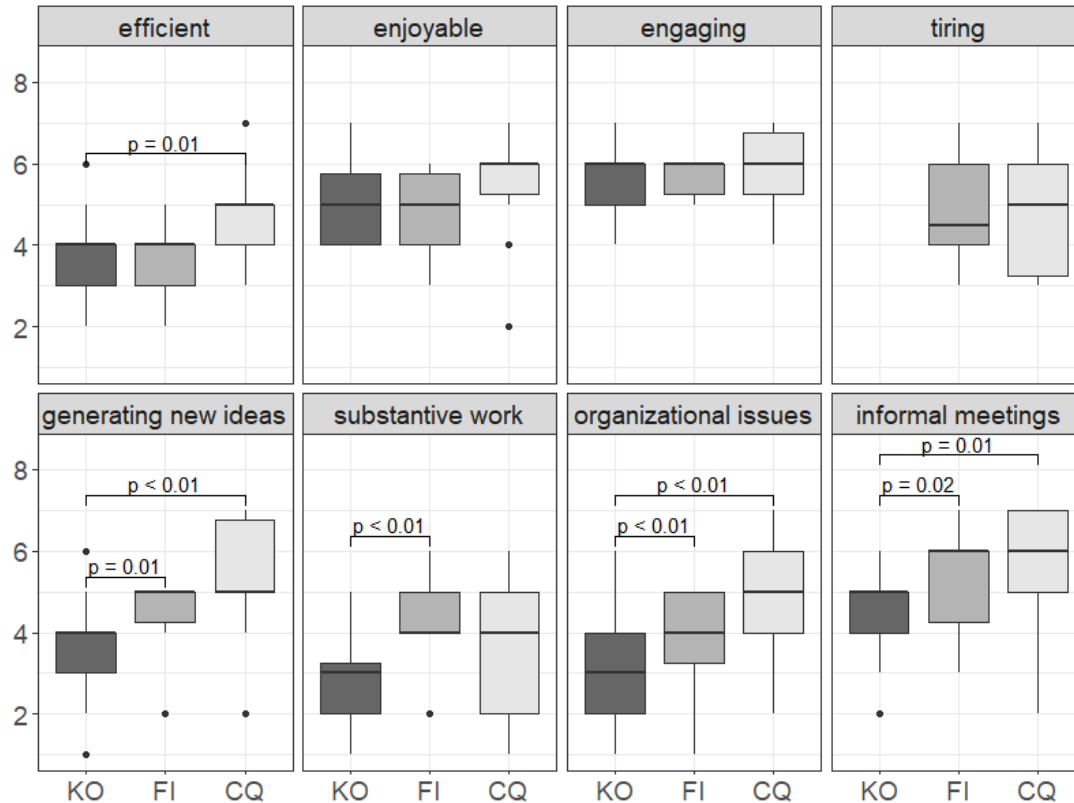 efficient enjoyable engaging tiring
8
p = 0.01
6
4
2
generating new ideas substantive work organizational issues informal meetings
p = 0.01
8
p < 0.01 p < 0.01 p = 0.02
p < 0.01 p < 0.01
6
p = 0.01
4
2
KO FI CQ KO FI CQ KO FI CQ KO FI CQ